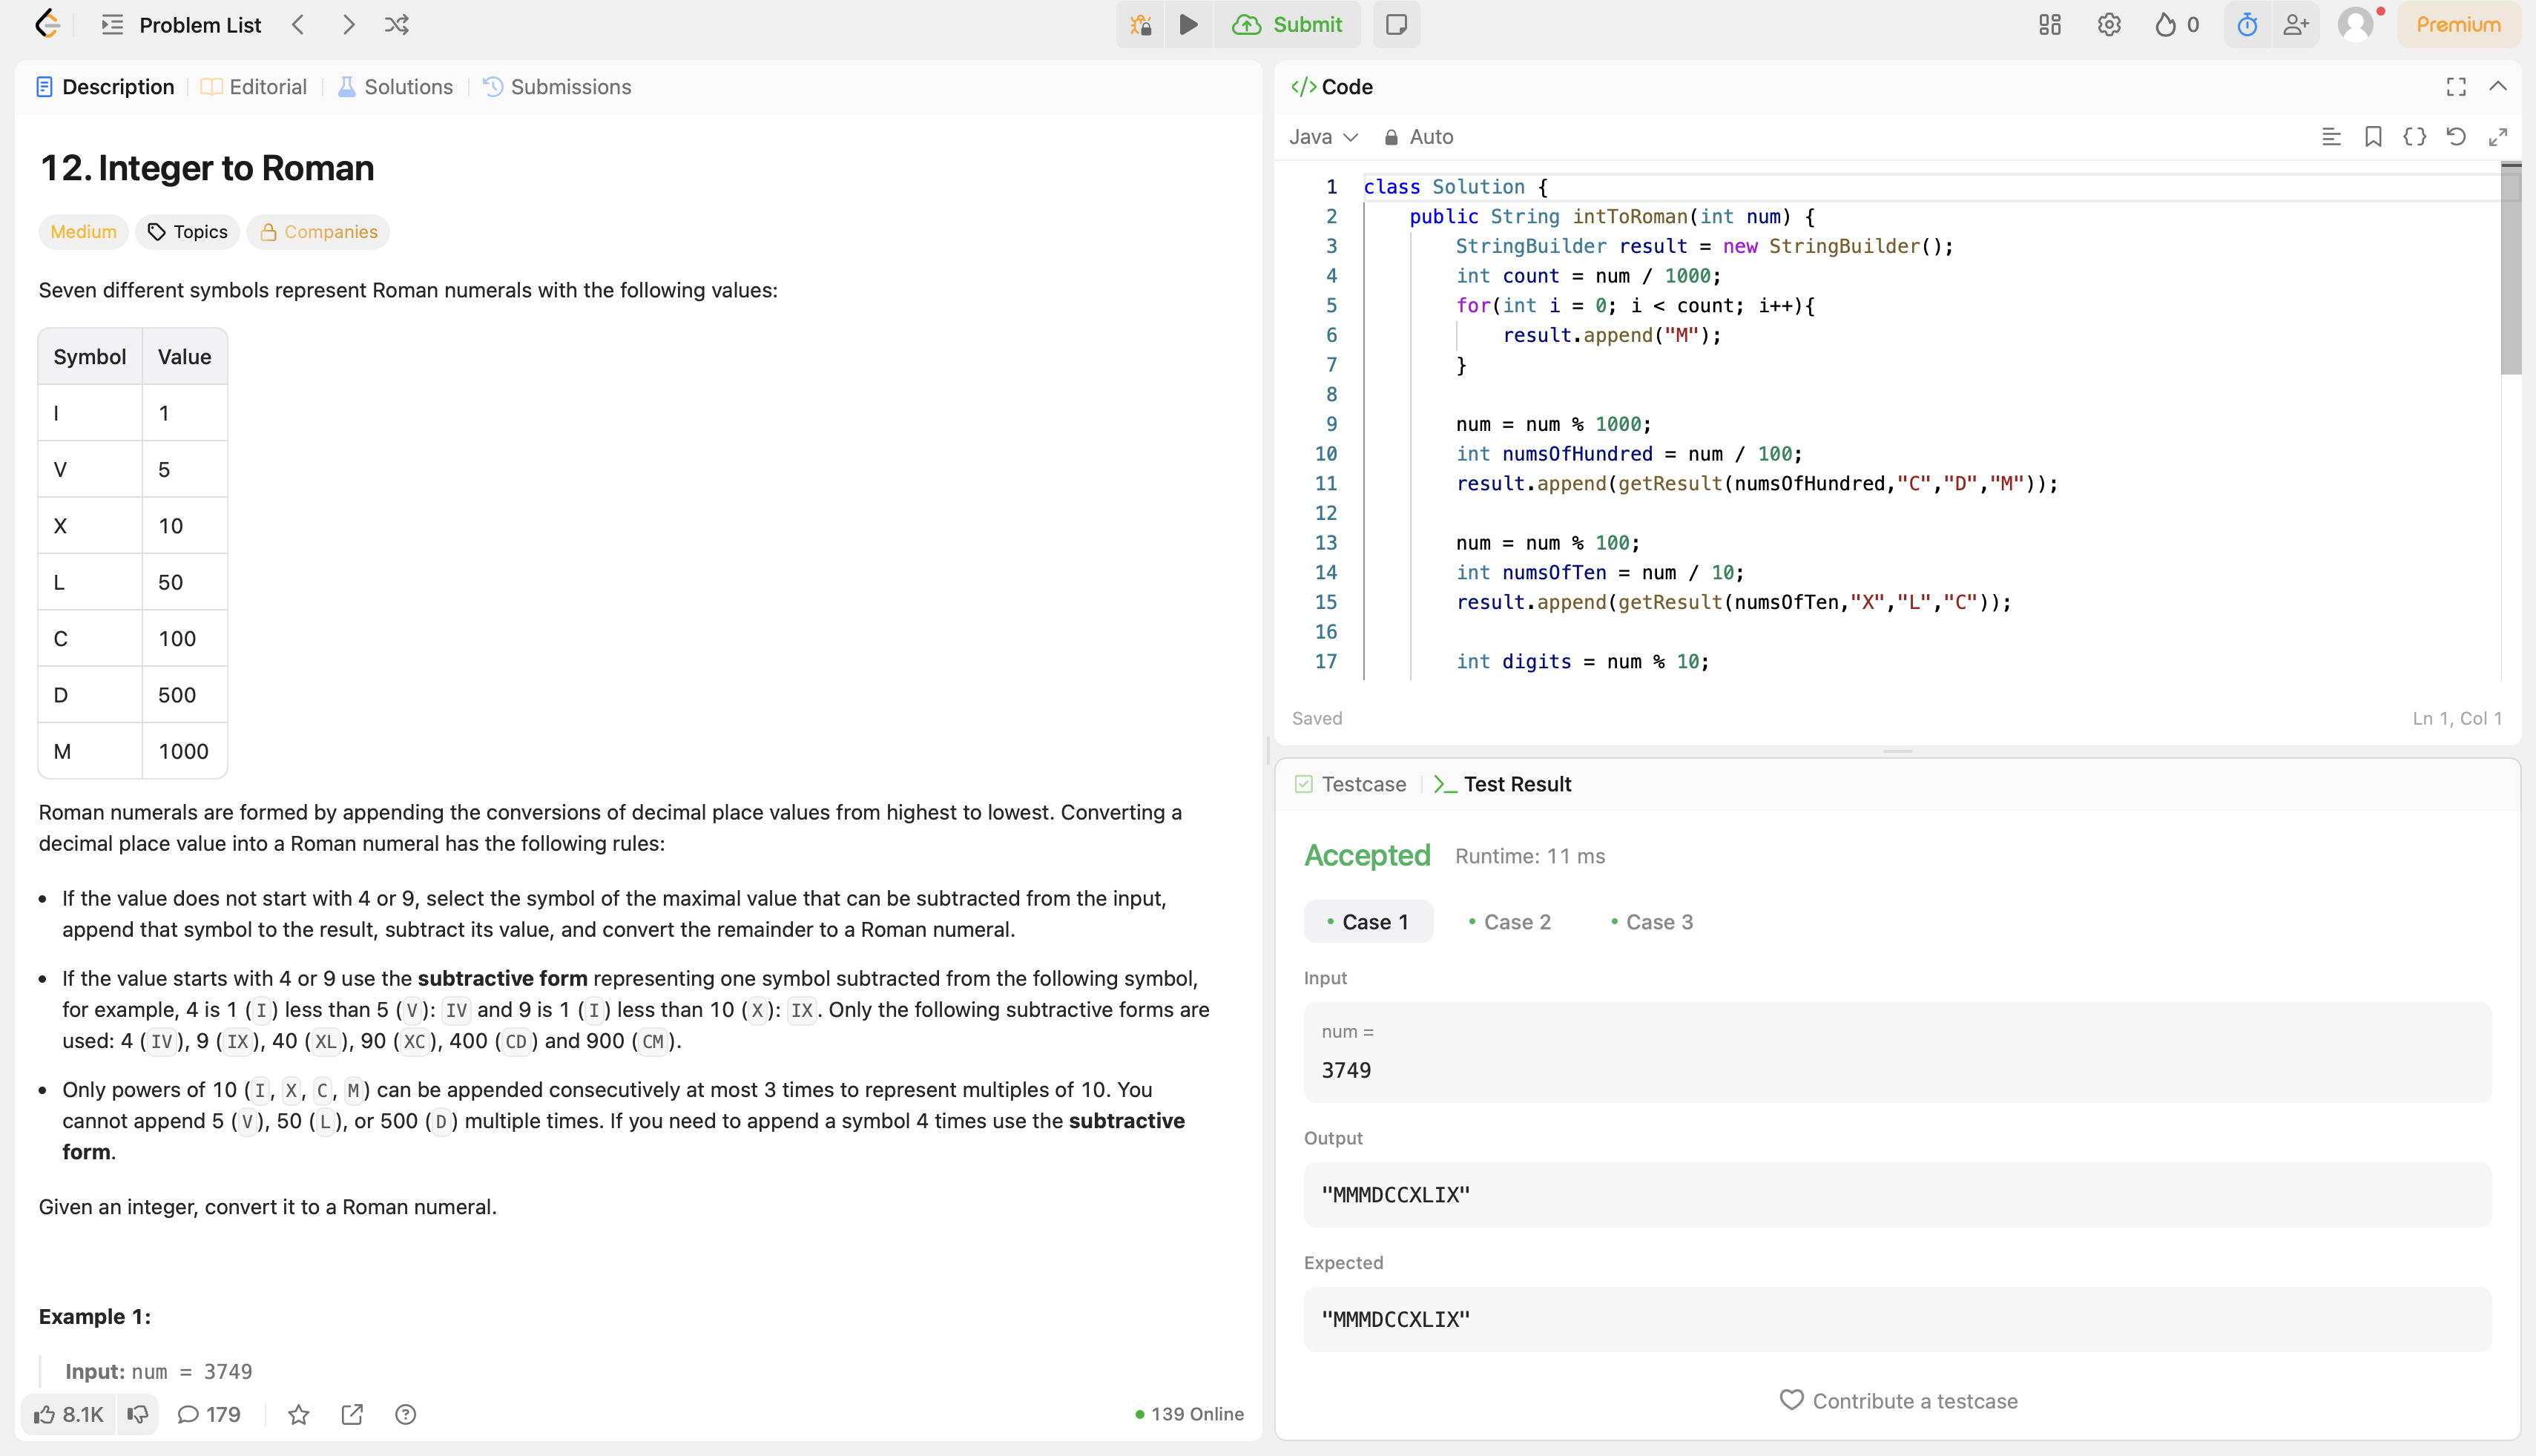 Problem List
Submit
0
Premium
Description
Editorial
Solutions
Submissions
12. Integer to Roman
Medium
Topics
Companies
Seven different symbols represent Roman numerals with the following values:
Symbol Value
I 1
V 5
X 10
L 50
C 100
D 500
M 1000
Roman numerals are formed by appending the conversions of decimal place values from highest to lowest. Converting a
decimal place value into a Roman numeral has the following rules:
• If the value does not start with 4 or 9, select the symbol of the maximal value that can be subtracted from the input,
append that symbol to the result, subtract its value, and convert the remainder to a Roman numeral.
• If the value starts with 4 or 9 use the subtractive form representing one symbol subtracted from the following symbol,
for example, 4 is 1 (I) less than 5 (V): IV and 9 is 1 (I) less than 10 (X): IX. Only the following subtractive forms are
used: 4 (IV), 9 (IX), 40 (XL), 90 (XC), 400 (CD) and 900 (CM).
• Only powers of 10 (I, X, C, M) can be appended consecutively at most 3 times to represent multiples of 10. You
cannot append 5 (V), 50 (L), or 500 (D) multiple times. If you need to append a symbol 4 times use the subtractive
form.
Given an integer, convert it to a Roman numeral.
Example 1:
Input: num = 3749
8.1K
179
139 Online
</> Code
Java
Auto
1 class Solution {
2     public String intToRoman(int num) {
3         StringBuilder result = new StringBuilder();
4         int count = num / 1000;
5         for(int i = 0; i < count; i++){
6             result.append("M");
7         }
8
9         num = num % 1000;
10         int numsOfHundred = num / 100;
11         result.append(getResult(numsOfHundred,"C","D","M"));
12
13         num = num % 100;
14         int numsOfTen = num / 10;
15         result.append(getResult(numsOfTen,"X","L","C"));
16
17         int digits = num % 10;
Saved
Ln 1, Col 1
Testcase
Test Result
Accepted
Runtime: 11 ms
• Case 1
• Case 2
• Case 3
Input
num =
3749
Output
"MMMDCCXLIX"
Expected
"MMMDCCXLIX"
Contribute a testcase